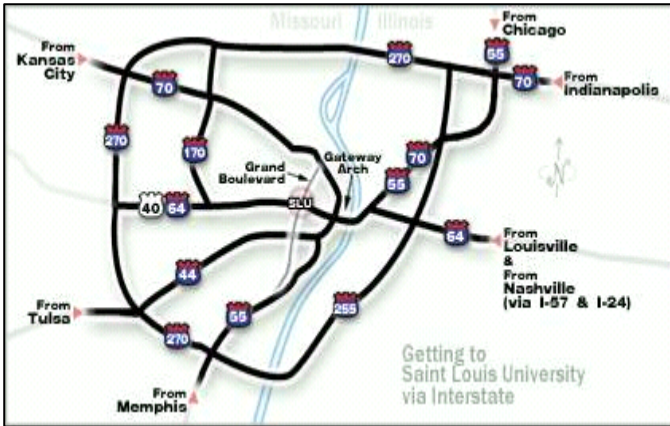 Missouri Illinois
From
Chicago
From
Kansas
City
55
270
70
70
From
Indianapolis
270
170
Grand
Boulevard
Gateway
Arch
70
55
40
64
SLU
64
From
Louisville
&
From
Nashville
(via I-57 & I-24)
N
44
From
Tulsa
55
255
270
From
Memphis
Getting to
Saint Louis University
via Interstate